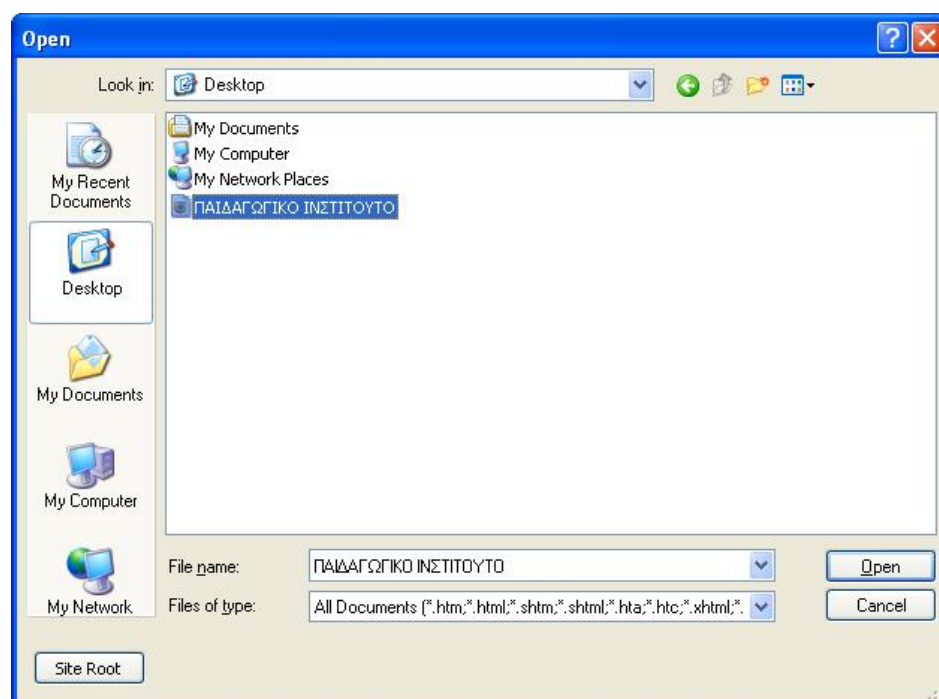 Open
Look in: Desktop
My Recent
Documents
Desktop
My Documents
My Computer
My Network
My Documents
My Computer
My Network Places
ΠΑΙΔΑΓΩΓΙΚΟ ΙΝΣΤΙΤΟΥΤΟ
File name: ΠΑΙΔΑΓΩΓΙΚΟ ΙΝΣΤΙΤΟΥΤΟ
Open
Files of type: All Documents (*.htm;*.html;*.shtm;*.shtml;*.hta;*.htc;*.xhtml;*.
Cancel
Site Root